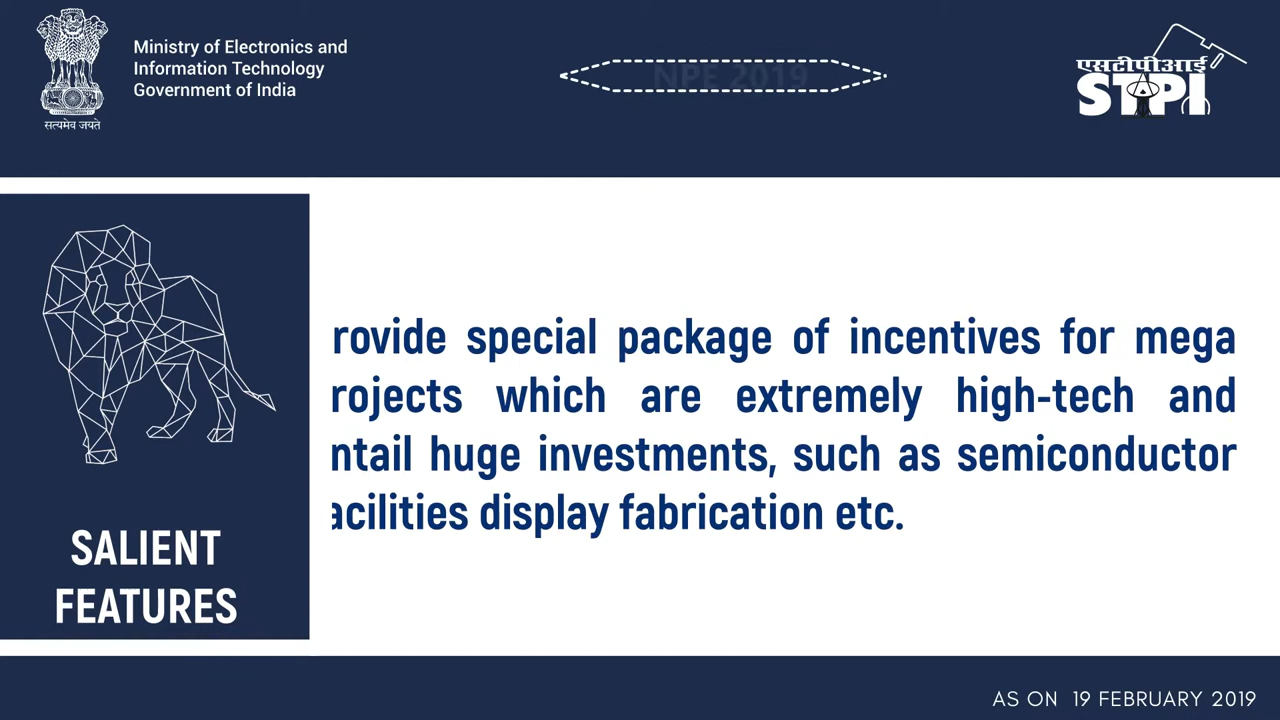 Ministry of Electronics and
Information Technology
Government of India
सत्यमेव जयते
NPE 2019
एसटीपीआई
STPI
rovide special package of incentives for mega
rojects which are extremely high-tech and
ntail huge investments, such as semiconductor
acilities display fabrication etc.
SALIENT
FEATURES
AS ON 19 FEBRUARY 2019